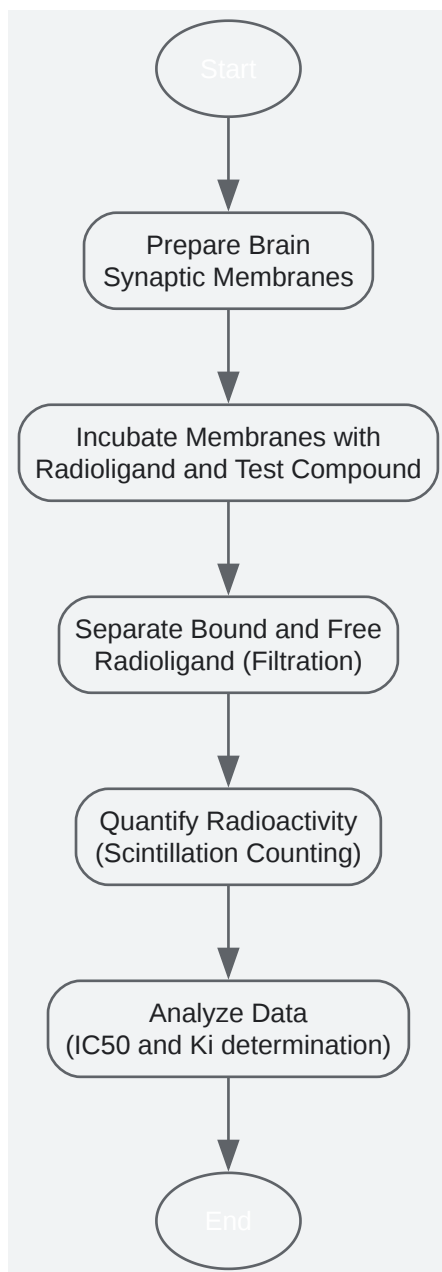 Start
Prepare Brain
Synaptic Membranes
Incubate Membranes with
Radioligand and Test Compound
Separate Bound and Free
Radioligand (Filtration)
Quantify Radioactivity
(Scintillation Counting)
Analyze Data
(IC50 and Ki determination)
End